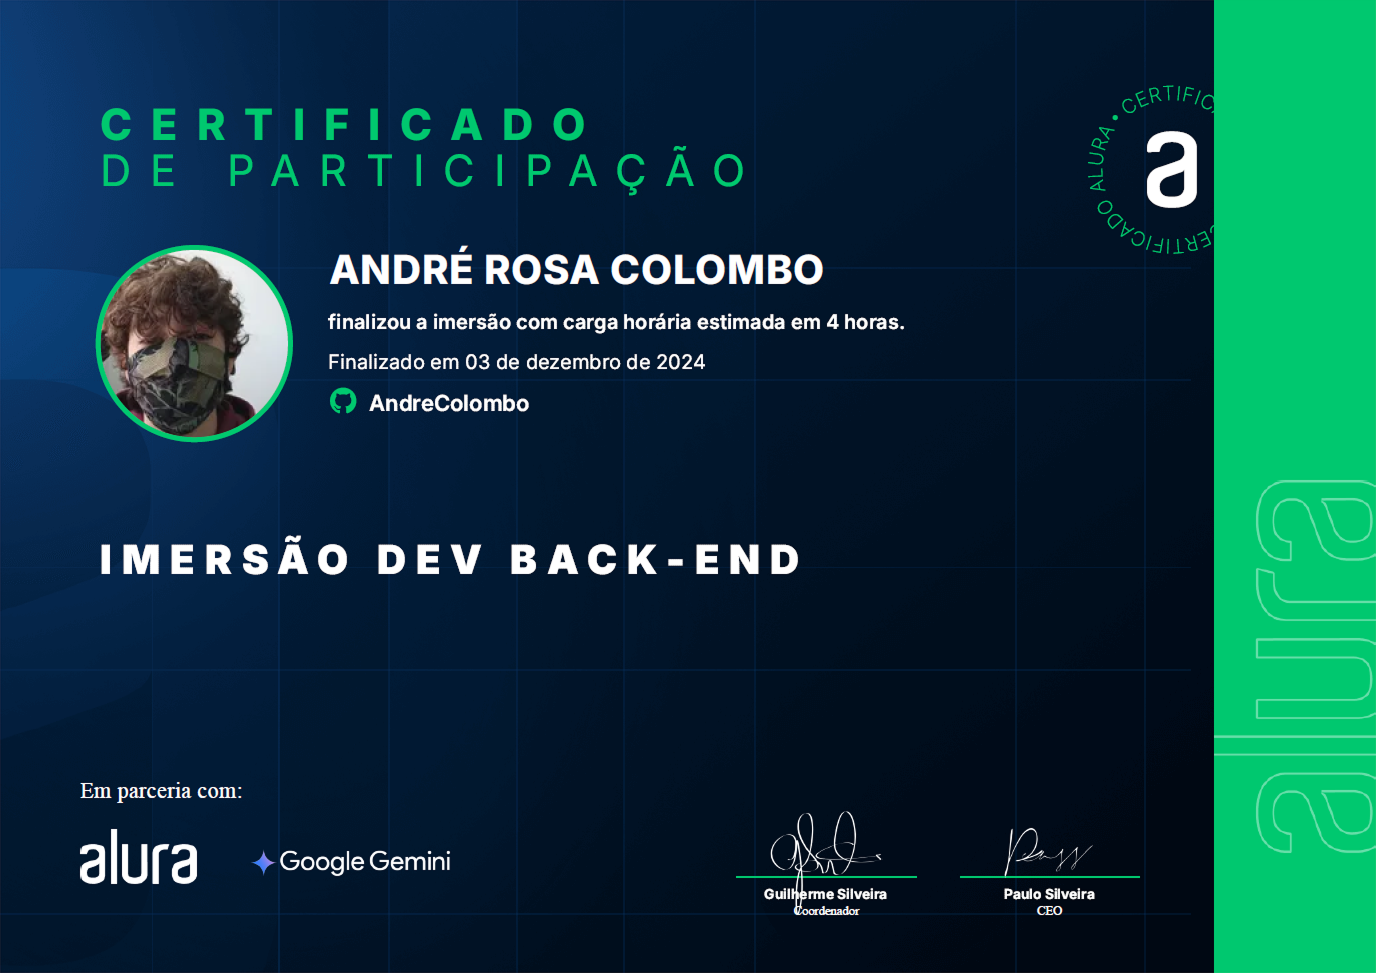 CERTIFICADO
DE PARTICIPAÇÃO
CERTIFICADO ALURA • CERTIFIC
a
ANDRÉ ROSA COLOMBO
finalizou a imersão com carga horária estimada em 4 horas.
Finalizado em 03 de dezembro de 2024
AndreColombo
IMERSÃO DEV BACK-END
alura
Em parceria com:
alura
Google Gemini
Guilherme Silveira
Coordenador
Paulo Silveira
CEO